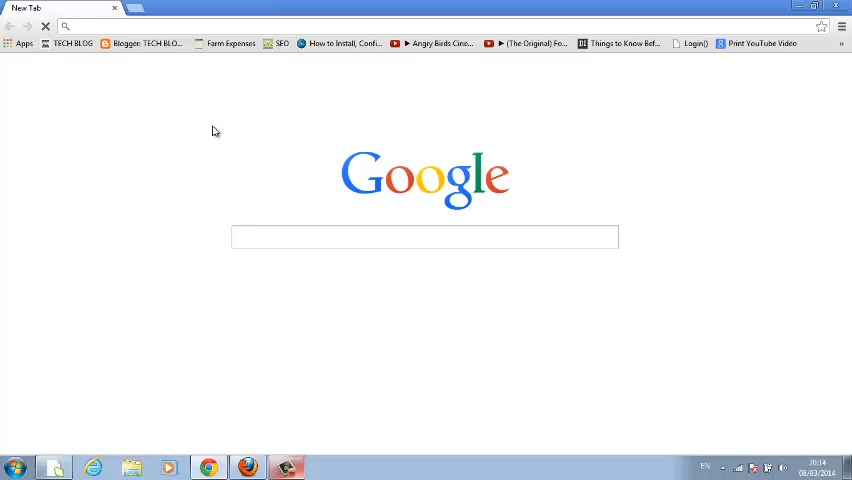 New Tab
Apps TECH BLOG Blogger: TECH BLO... Farm Expenses SEO How to Install, Confi... ▶ Angry Birds Cine... ▶ (The Original) Fo... DI Things to Know Bef... Login() Print YouTube Video »
Google
EN 20:14
08/03/2014